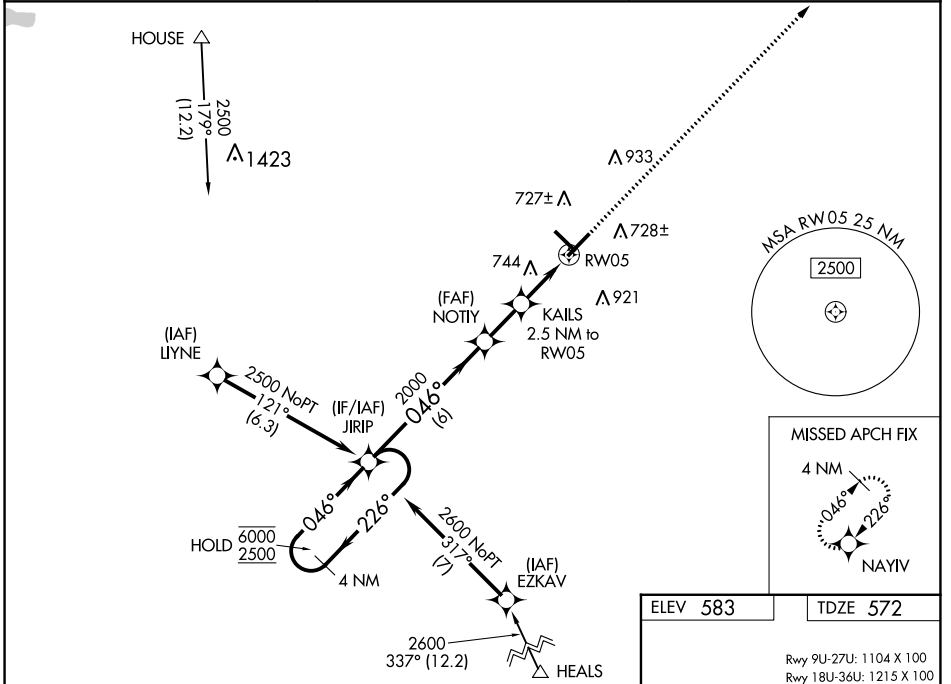 HOUSE
2500
179°
(12.2)
1423
933
727±
728±
744
RW05
921
(FAF)
NOTIY
KAILS
2.5 NM to
RW05
MSA RW05 25 NM
2500
(IAF)
LIYNE
2500 NoPT
121°
(6.3)
(IF/IAF)
JIRIP
2000
046°
(6)
046°
226°
HOLD 6000
2500
4 NM
2600 NoPT
317°
(7)
(IAF)
EZKAV
2600
337° (12.2)
HEALS
MISSED APCH FIX
4 NM
046°
226°
NAYIV
ELEV 583
TDZE 572
Rwy 9U-27U: 1104 X 100
Rwy 18U-36U: 1215 X 100